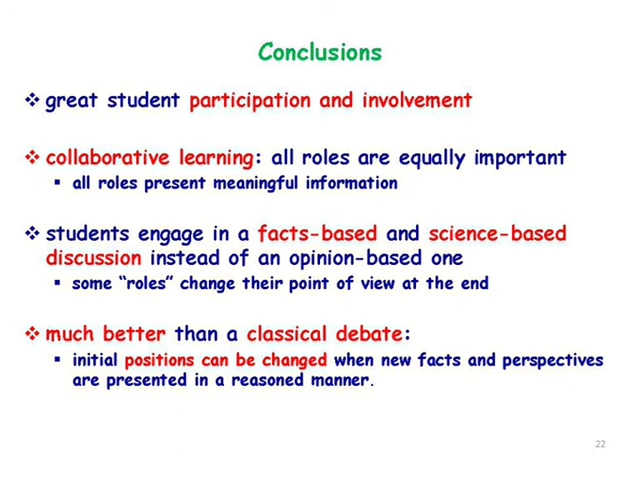 Conclusions
❖ great student participation and involvement
❖ collaborative learning: all roles are equally important
▪ all roles present meaningful information
❖ students engage in a facts-based and science-based
discussion instead of an opinion-based one
▪ some “roles” change their point of view at the end
❖ much better than a classical debate:
▪ initial positions can be changed when new facts and perspectives
are presented in a reasoned manner.
22